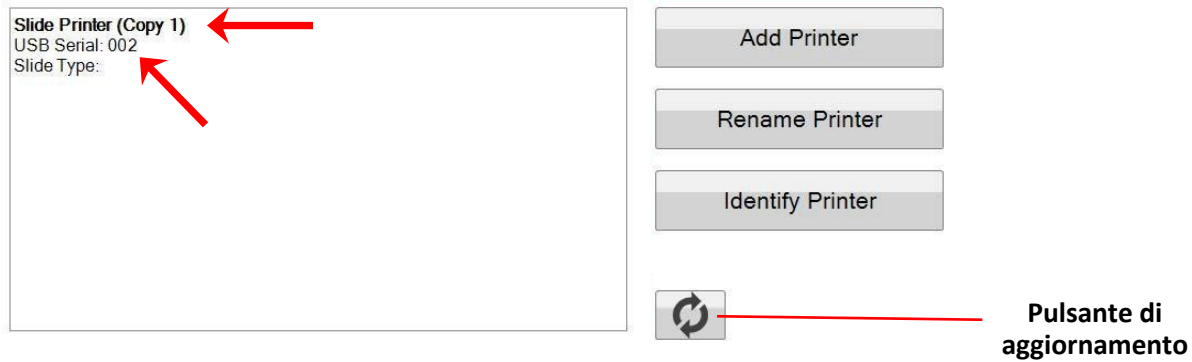 Slide Printer (Copy 1)
USB Serial: 002
Slide Type:
Add Printer
Rename Printer
Identify Printer
Pulsante di
aggiornamento